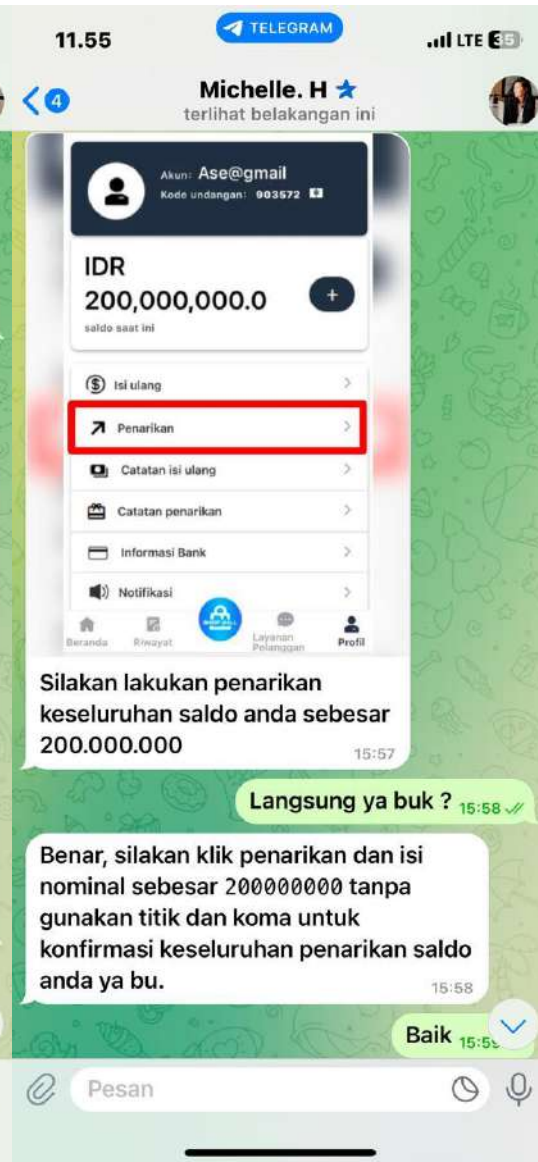 11.55
TELEGRAM
LTE 35
4
Michelle. H
terlihat belakangan ini
Akun: Ase@gmail
Kode undangan: 903572
IDR
200,000,000.0
+
saldo saat ini
Isi ulang
Penarikan
Catatan isi ulang
Catatan penarikan
Informasi Bank
Notifikasi
Beranda Riwayat Layanan Pelanggan Profil
Silakan lakukan penarikan
keseluruhan saldo anda sebesar
200.000.000
15:57
Langsung ya buk ? 15:58
Benar, silakan klik penarikan dan isi
nominal sebesar 200000000 tanpa
gunakan titik dan koma untuk
konfirmasi keseluruhan penarikan saldo
anda ya bu.
15:58
Baik 15:59
Pesan